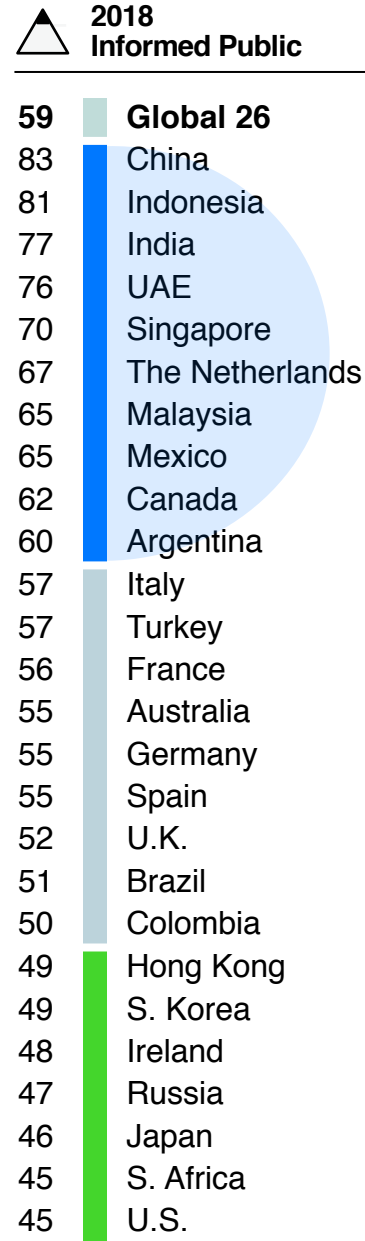 2018
Informed Public
59 Global 26
83 China
81 Indonesia
77 India
76 UAE
70 Singapore
67 The Netherlands
65 Malaysia
65 Mexico
62 Canada
60 Argentina
57 Italy
57 Turkey
56 France
55 Australia
55 Germany
55 Spain
52 U.K.
51 Brazil
50 Colombia
49 Hong Kong
49 S. Korea
48 Ireland
47 Russia
46 Japan
45 S. Africa
45 U.S.